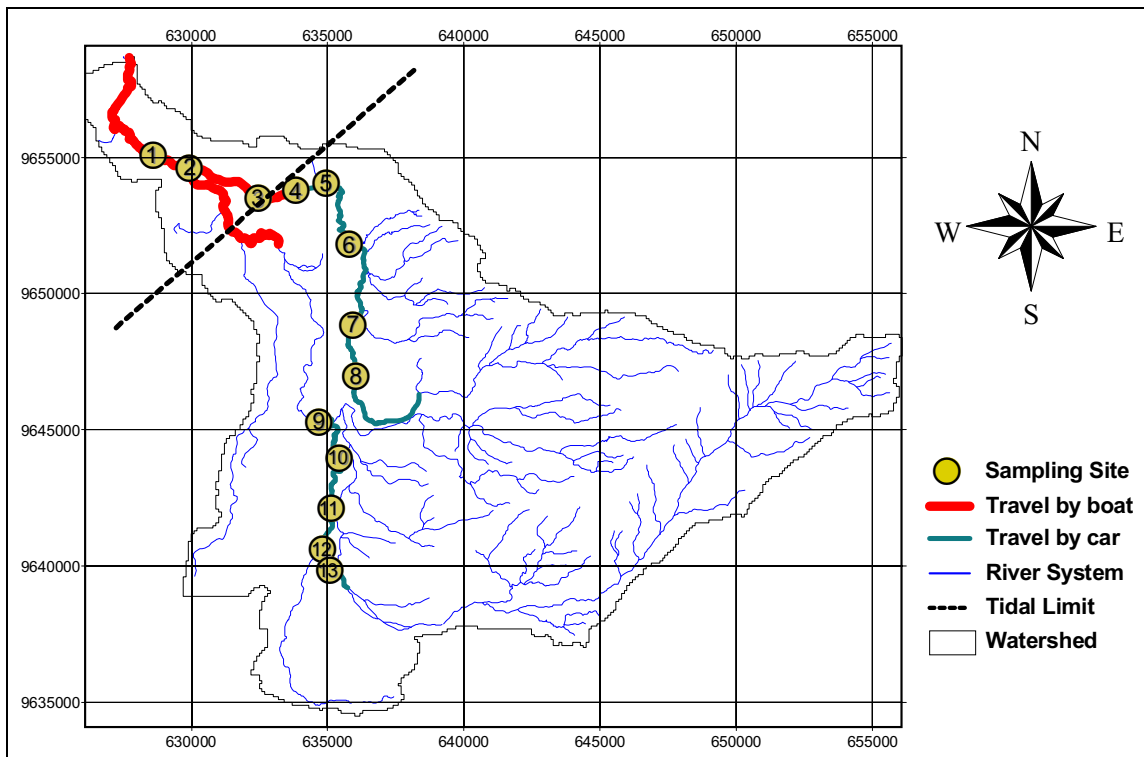 630000 635000 640000 645000 650000 655000
9655000
9650000
9645000
9640000
9635000
1
2
3
4
5
6
7
8
9
10
11
12
13
630000 635000 640000 645000 650000 655000
N
W E
S
Sampling Site
Travel by boat
Travel by car
River System
Tidal Limit
Watershed